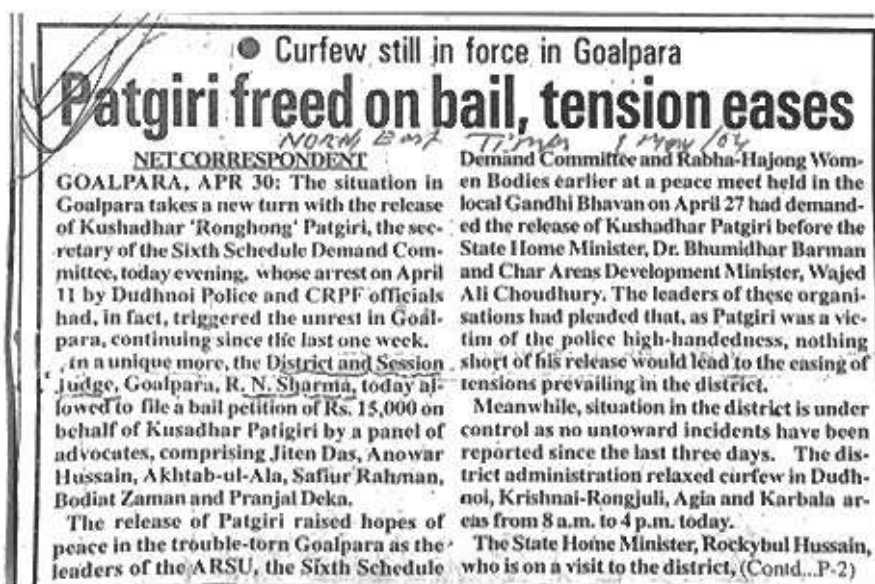 Curfew still in force in Goalpara
Patgiri freed on bail, tension eases
North East Times 1 May/04
NET CORRESPONDENT
GOALPARA, APR 30: The situation in
Goalpara takes a new turn with the release
of Kushadhar 'Ronghong' Patgiri, the sec-
retary of the Sixth Schedule Demand Com-
mittee, today evening, whose arrest on April
11 by Dudhnoi Police and CRPF officials
had, in fact, triggered the unrest in Goal-
para, continuing since the last one week.
In a unique more, the District and Session
Judge, Goalpara, R. N. Sharma, today al-
lowed to file a bail petition of Rs. 15,000 on
behalf of Kusadhar Patigiri by a panel of
advocates, comprising Jiten Das, Anowar
Hussain, Akhtab-ul-Ala, Safiur Rahman,
Bodiat Zaman and Pranjal Deka.
The release of Patgiri raised hopes of
peace in the trouble-torn Goalpara as the
leaders of the ARSU, the Sixth Schedule
Demand Committee and Rabha-Hajong Wom-
en Bodies earlier at a peace meet held in the
local Gandhi Bhavan on April 27 had demand-
ed the release of Kushadhar Patgiri before the
State Home Minister, Dr. Bhumidhar Barman
and Char Areas Development Minister, Wajed
Ali Choudhury. The leaders of these organi-
sations had pleaded that, as Patgiri was a vic-
tim of the police high-handedness, nothing
short of his release would lead to the easing of
tensions prevailing in the district.
Meanwhile, situation in the district is under
control as no untoward incidents have been
reported since the last three days. The dis-
trict administration relaxed curfew in Dudh-
noi, Krishnai-Rongjuli, Agia and Karbala ar-
eas from 8 a.m. to 4 p.m. today.
The State Home Minister, Rockybul Hussain,
who is on a visit to the district, (Contd...P-2)